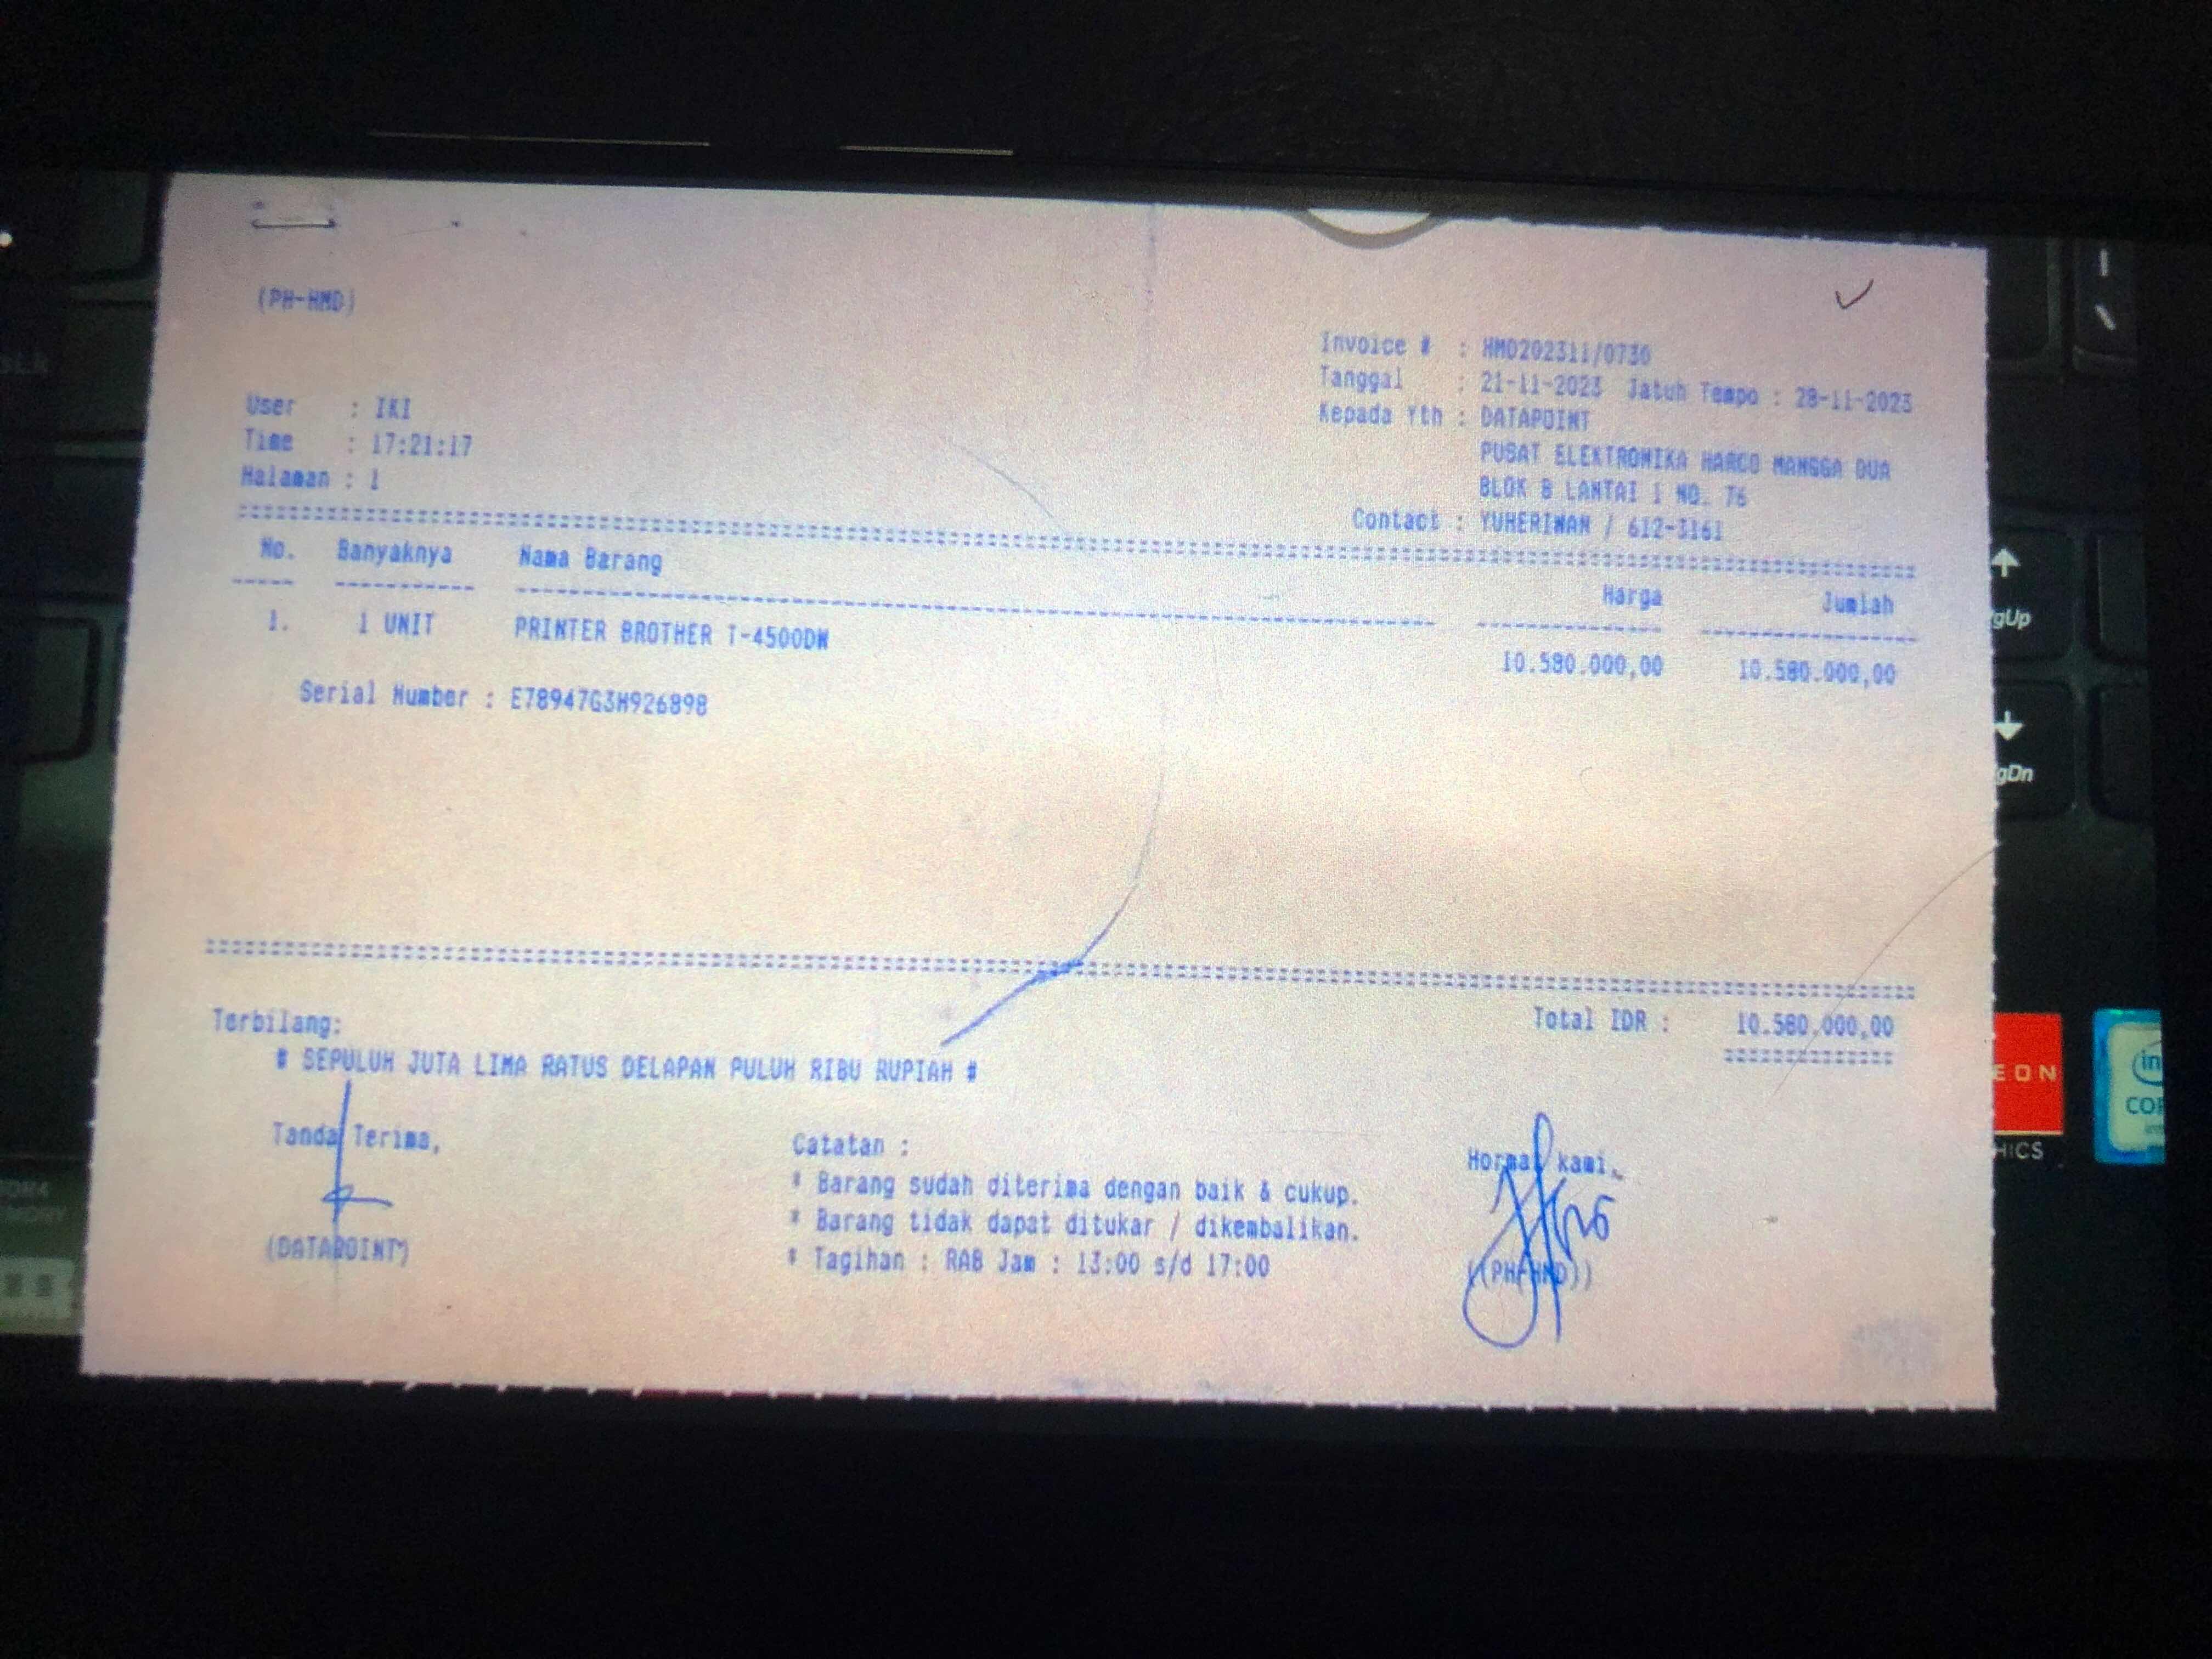 (PH-HMD)
Invoice # : HMD202311/0730
Tanggal : 21-11-2023 Jatuh Tempo : 28-11-2023
Kepada Yth : DATAPOINT
PUSAT ELEKTRONIKA HARCO MANGGA DUA
BLOK B LANTAI 1 NO. 76
Contact : YUHERIWAN / 612-3161
User : IKI
Time : 17:21:17
Halaman : 1
No. Banyaknya Nama Barang Harga Jumlah
1. 1 UNIT PRINTER BROTHER T-4500DW 10.580.000,00 10.580.000,00
Serial Number : E78947G3H926898
Terbilang: Total IDR : 10.580.000,00
# SEPULUH JUTA LIMA RATUS DELAPAN PULUH RIBU RUPIAH #
Tanda Terima, Catatan : Hormat kami,
* Barang sudah diterima dengan baik & cukup.
* Barang tidak dapat ditukar / dikembalikan.
* Tagihan : RAB Jam : 13:00 s/d 17:00
(DATAPOINT) ((PH-HMD))
gUp
gDn
EON
HICS